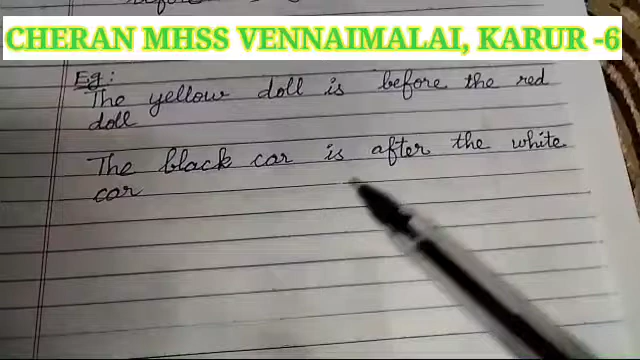 CHERAN MHSS VENNAIMALAI, KARUR -6
Eg:
The yellow doll is before the red
doll
The black car is after the white
car